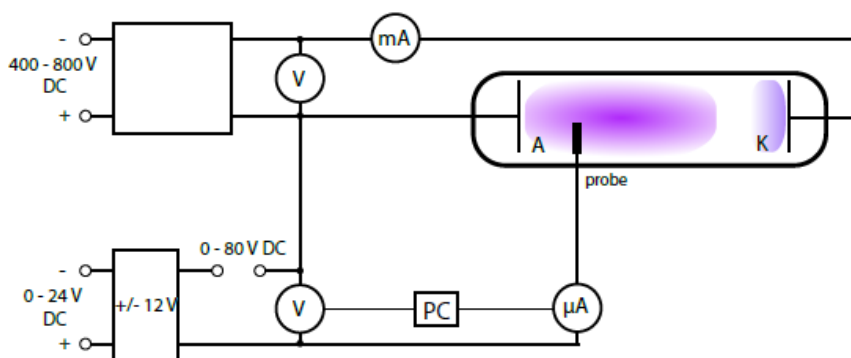 -
mA
400 - 800 V
DC
V
+
A
K
probe
0 - 80 V DC
-
0 - 24 V
DC
+/- 12 V
V
PC
µA
+